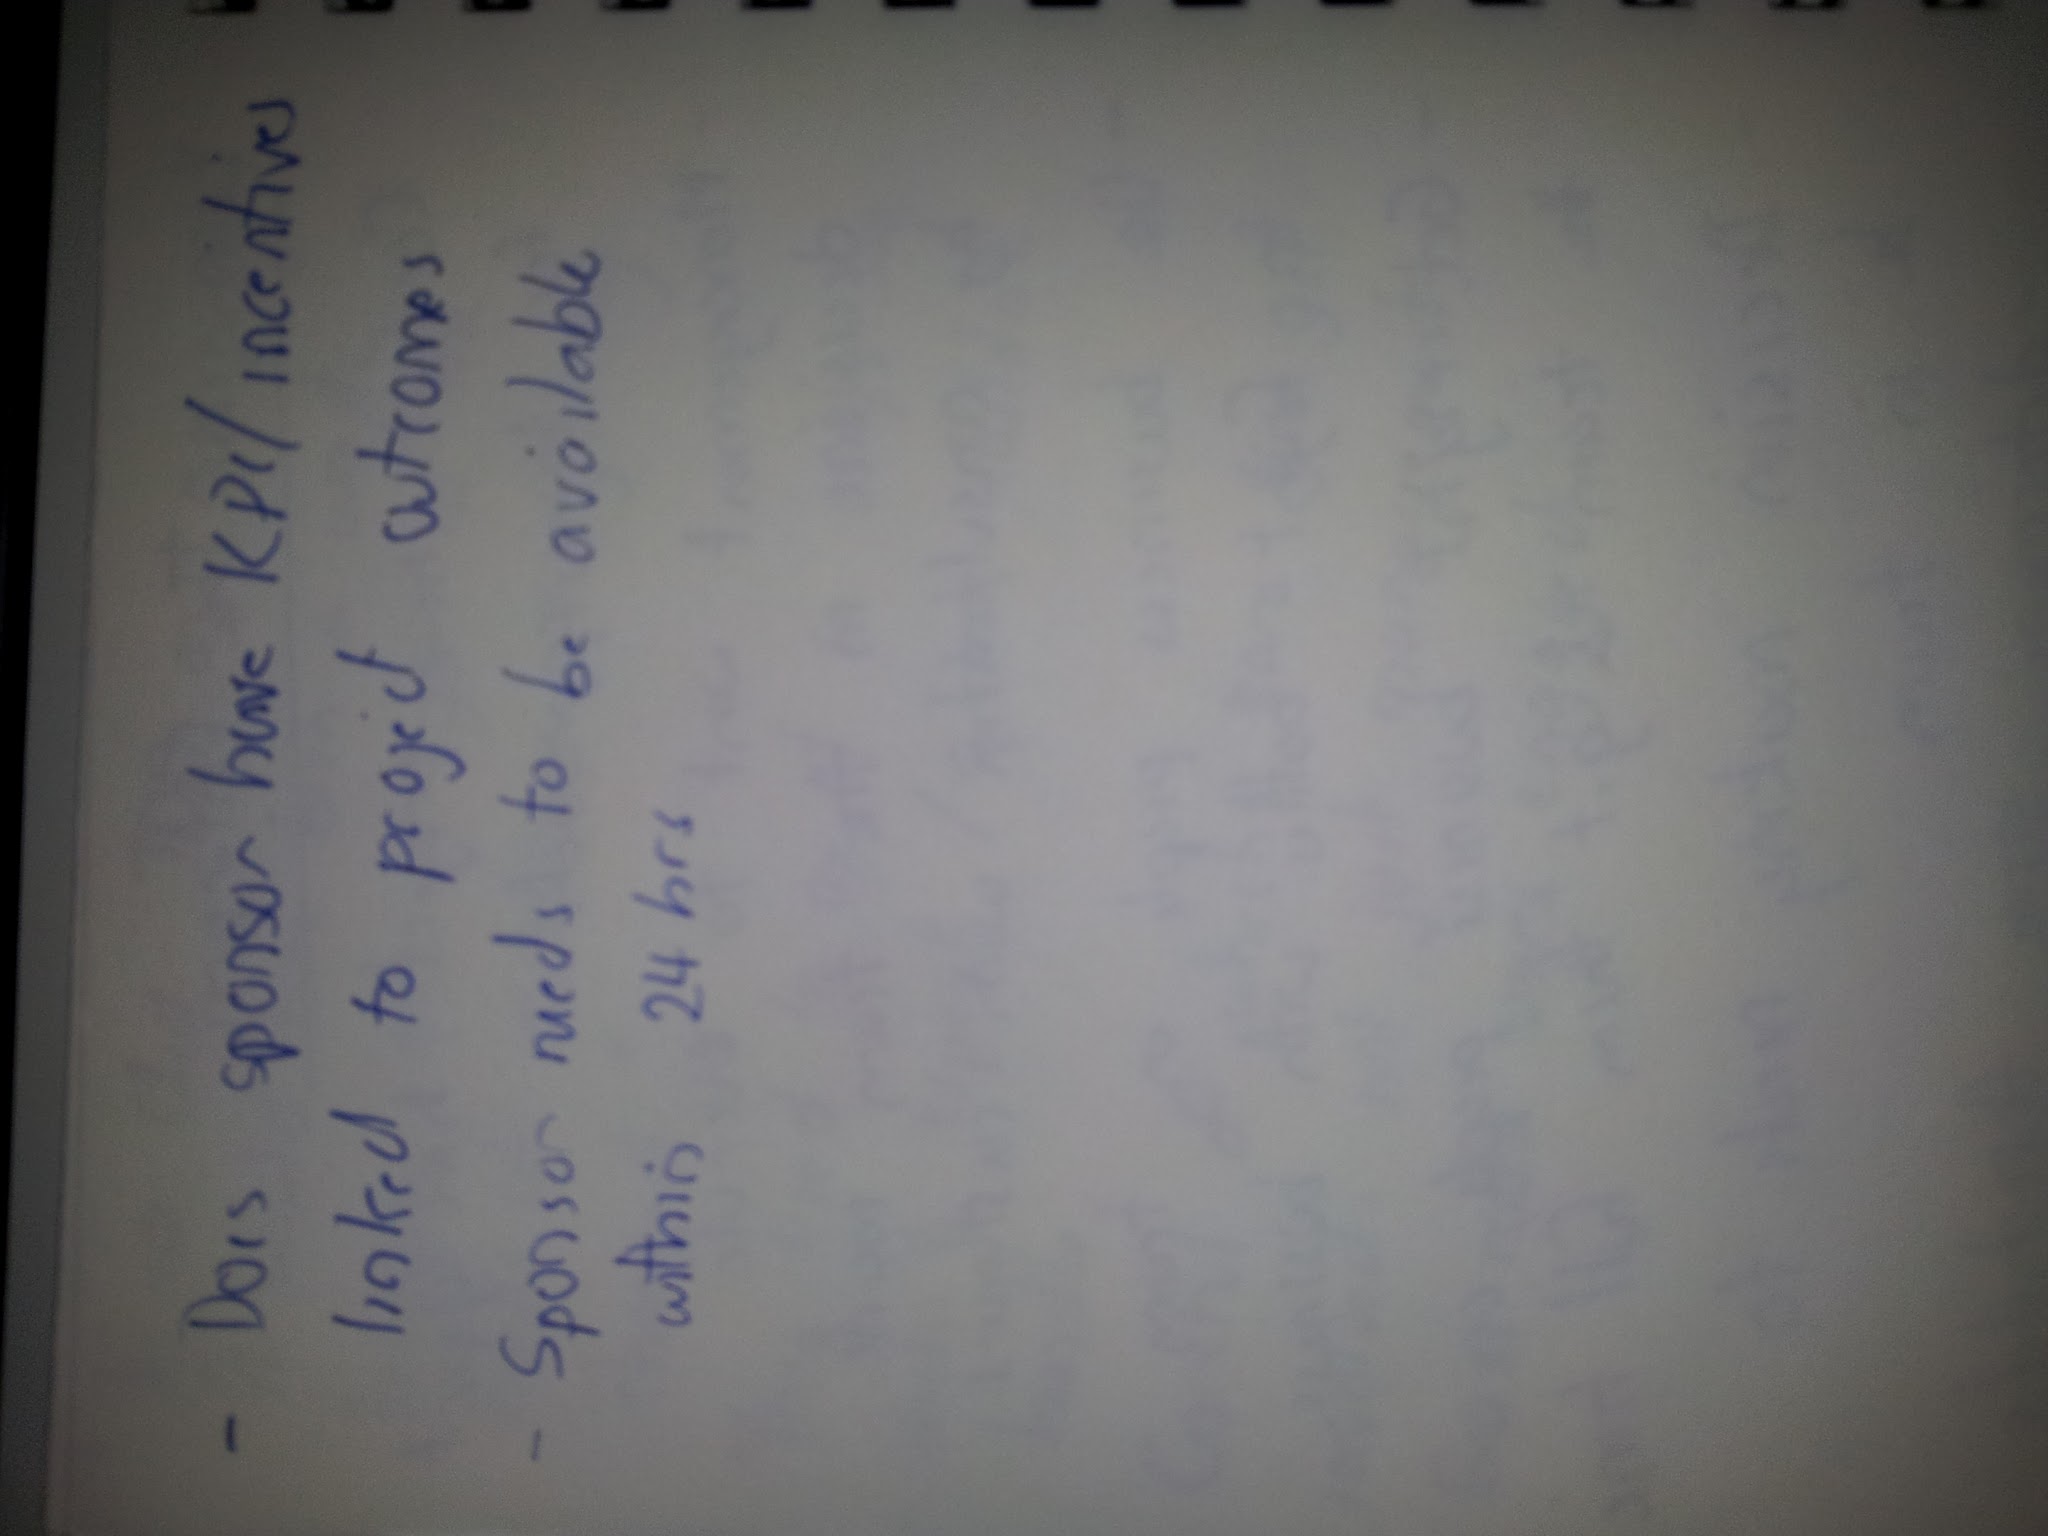 - Does sponsor have KPI/incentives
linked to project outcomes
- Sponsor needs to be available
within 24 hrs